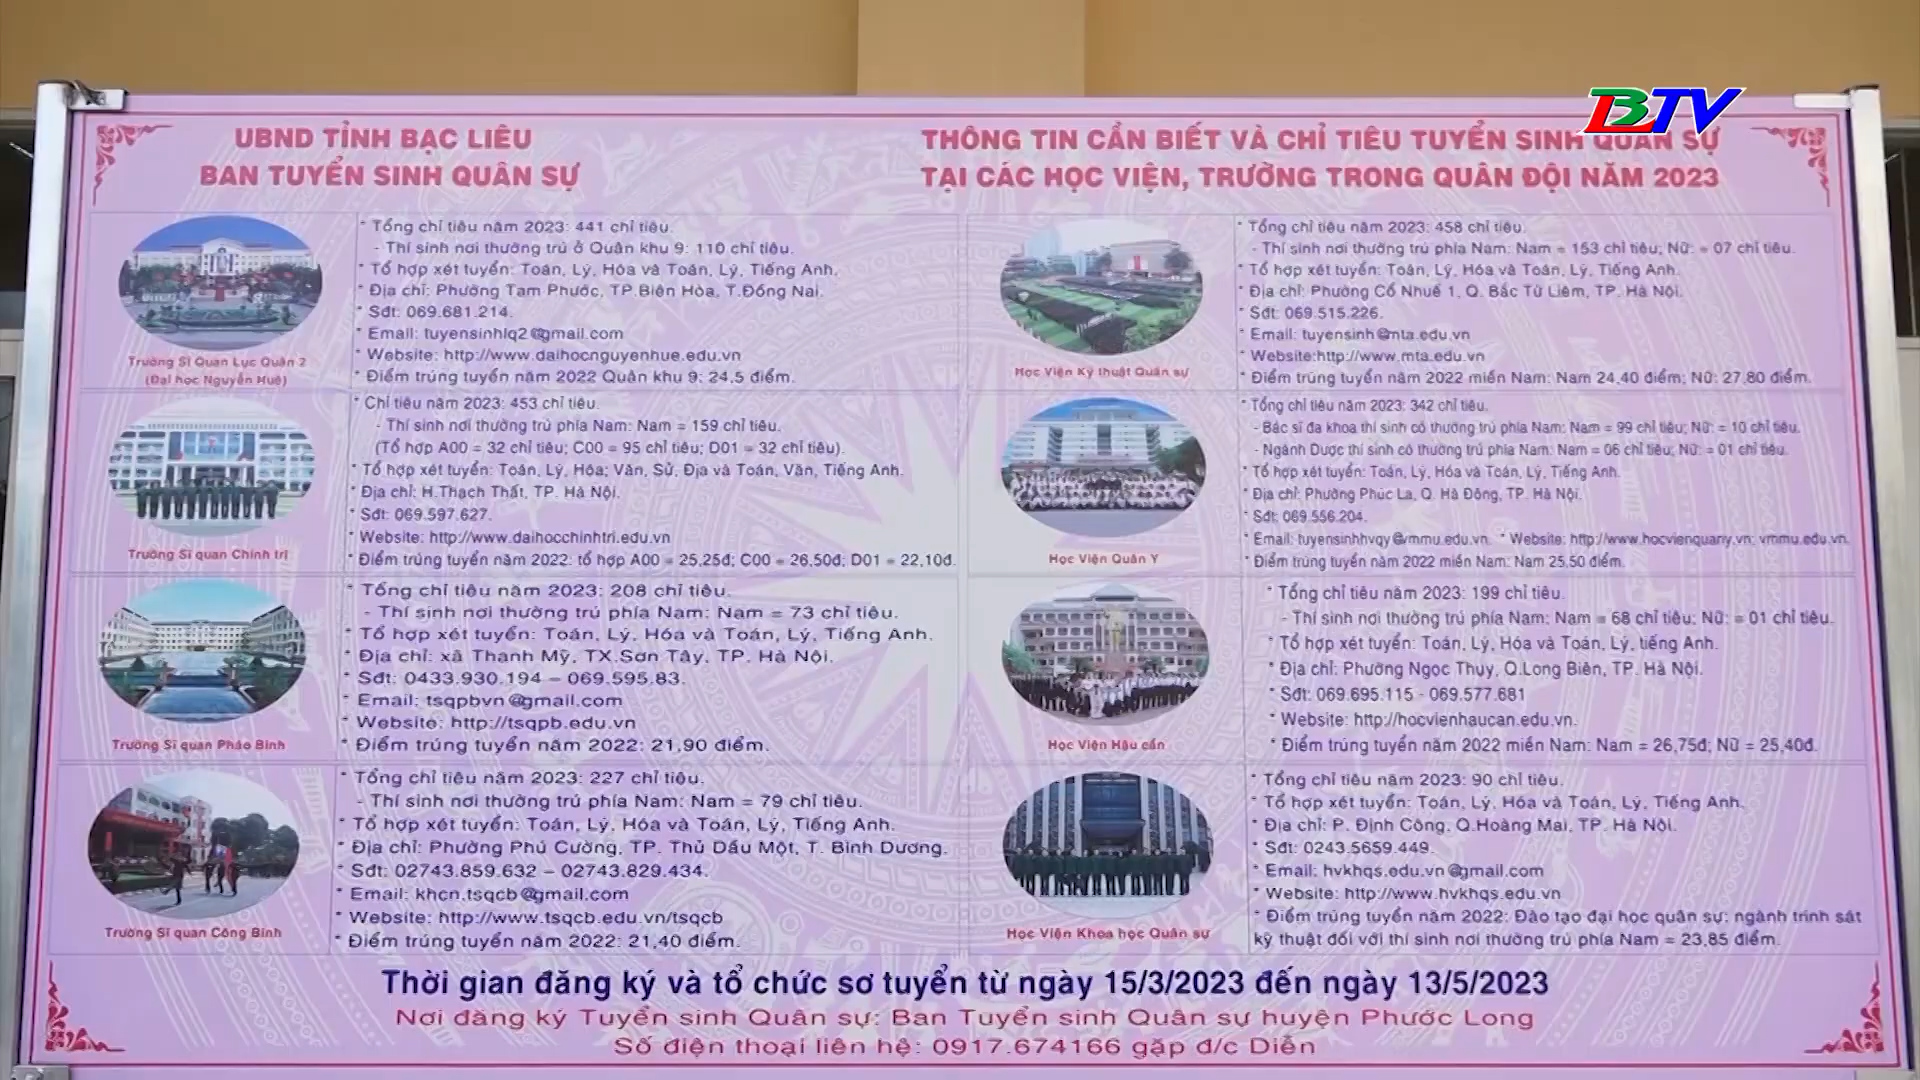 BTV
UBND TỈNH BẠC LIÊU
BAN TUYỂN SINH QUÂN SỰ
THÔNG TIN CẦN BIẾT VÀ CHỈ TIÊU TUYỂN SINH QUÂN SỰ
TẠI CÁC HỌC VIỆN, TRƯỜNG TRONG QUÂN ĐỘI NĂM 2023
Trường Sĩ Quan Lục Quân 2
(Đại học Nguyễn Huệ)
* Tổng chỉ tiêu năm 2023: 441 chỉ tiêu.
- Thí sinh nơi thường trú ở Quân khu 9: 110 chỉ tiêu.
* Tổ hợp xét tuyển: Toán, Lý, Hóa và Toán, Lý, Tiếng Anh.
* Địa chỉ: Phường Tam Phước, TP.Biên Hòa, T.Đồng Nai.
* Sđt: 069.681.214.
* Email: tuyensinhlq2@gmail.com
* Website: http://www.daihocnguyenhue.edu.vn
* Điểm trúng tuyển năm 2022 Quân khu 9: 24,5 điểm.
Trường Sĩ quan Chính trị
* Chỉ tiêu năm 2023: 453 chỉ tiêu.
- Thí sinh nơi thường trú phía Nam: Nam = 159 chỉ tiêu.
(Tổ hợp A00 = 32 chỉ tiêu; C00 = 95 chỉ tiêu; D01 = 32 chỉ tiêu).
* Tổ hợp xét tuyển: Toán, Lý, Hóa; Văn, Sử, Địa và Toán, Văn, Tiếng Anh.
* Địa chỉ: H.Thạch Thất, TP. Hà Nội.
* Sđt: 069.597.627.
* Website: http://www.daihocchinhtri.edu.vn
* Điểm trúng tuyển năm 2022: tổ hợp A00 = 25,25đ; C00 = 26,50đ; D01 = 22,10đ.
Trường Sĩ quan Pháo Binh
* Tổng chỉ tiêu năm 2023: 208 chỉ tiêu.
- Thí sinh nơi thường trú phía Nam: Nam = 73 chỉ tiêu.
* Tổ hợp xét tuyển: Toán, Lý, Hóa và Toán, Lý, Tiếng Anh.
* Địa chỉ: xã Thanh Mỹ, TX.Sơn Tây, TP. Hà Nội.
* Sđt: 0433.930.194 – 069.595.83.
* Email: tsqpbvn@gmail.com
* Website: http://tsqpb.edu.vn
* Điểm trúng tuyển năm 2022: 21,90 điểm.
Trường Sĩ quan Công Binh
* Tổng chỉ tiêu năm 2023: 227 chỉ tiêu.
- Thí sinh nơi thường trú phía Nam: Nam = 79 chỉ tiêu.
* Tổ hợp xét tuyển: Toán, Lý, Hóa và Toán, Lý, Tiếng Anh.
* Địa chỉ: Phường Phú Cường, TP. Thủ Dầu Một, T. Bình Dương.
* Sđt: 02743.859.632 – 02743.829.434.
* Email: khcn.tsqcb@gmail.com
* Website: http://www.tsqcb.edu.vn/tsqcb
* Điểm trúng tuyển năm 2022: 21,40 điểm.
Học Viện Kỹ thuật Quân sự
* Tổng chỉ tiêu năm 2023: 458 chỉ tiêu.
- Thí sinh nơi thường trú phía Nam: Nam = 153 chỉ tiêu; Nữ: = 07 chỉ tiêu.
* Tổ hợp xét tuyển: Toán, Lý, Hóa và Toán, Lý, Tiếng Anh.
* Địa chỉ: Phường Cổ Nhuế 1, Q. Bắc Từ Liêm, TP. Hà Nội.
* Sđt: 069.515.226.
* Email: tuyensinh@mta.edu.vn
* Website:http://www.mta.edu.vn
* Điểm trúng tuyển năm 2022 miền Nam: Nam 24,40 điểm; Nữ: 27,80 điểm.
Học Viện Quân Y
* Tổng chỉ tiêu năm 2023: 342 chỉ tiêu.
- Bác sĩ đa khoa thí sinh có thường trú phía Nam: Nam = 99 chỉ tiêu; Nữ: = 10 chỉ tiêu.
- Ngành Dược thí sinh có thường trú phía Nam: Nam = 06 chỉ tiêu; Nữ: = 01 chỉ tiêu.
* Tổ hợp xét tuyển: Toán, Lý, Hóa và Toán, Lý, Tiếng Anh.
* Địa chỉ: Phường Phúc La, Q. Hà Đông, TP. Hà Nội.
* Sđt: 069.556.204.
* Email: tuyensinhhvqy@vmmu.edu.vn. * Website: http://www.hocvienquany.vn; vmmu.edu.vn.
* Điểm trúng tuyển năm 2022 miền Nam: Nam 25,50 điểm.
Học Viện Hậu cần
* Tổng chỉ tiêu năm 2023: 199 chỉ tiêu.
- Thí sinh nơi thường trú phía Nam: Nam = 68 chỉ tiêu; Nữ: = 01 chỉ tiêu.
* Tổ hợp xét tuyển: Toán, Lý, Hóa và Toán, Lý, tiếng Anh.
* Địa chỉ: Phường Ngọc Thụy, Q.Long Biên, TP. Hà Nội.
* Sđt: 069.695.115 - 069.577.681
* Website: http://hocvienhaucan.edu.vn.
* Điểm trúng tuyển năm 2022 miền Nam: Nam = 26,75đ; Nữ = 25,40đ.
Học Viện Khoa học Quân sự
* Tổng chỉ tiêu năm 2023: 90 chỉ tiêu.
* Tổ hợp xét tuyển: Toán, Lý, Hóa và Toán, Lý, Tiếng Anh.
* Địa chỉ: P. Định Công, Q.Hoàng Mai, TP. Hà Nội.
* Sđt: 0243.5659.449.
* Email: hvkhqs.edu.vn@gmail.com
* Website: http://www.hvkhqs.edu.vn
* Điểm trúng tuyển năm 2022: Đào tạo đại học quân sự: ngành trinh sát
kỹ thuật đối với thí sinh nơi thường trú phía Nam = 23,85 điểm.
Thời gian đăng ký và tổ chức sơ tuyển từ ngày 15/3/2023 đến ngày 13/5/2023
Nơi đăng ký Tuyển sinh Quân sự: Ban Tuyển sinh Quân sự huyện Phước Long
Số điện thoại liên hệ: 0917.674166 gặp đ/c Diễn